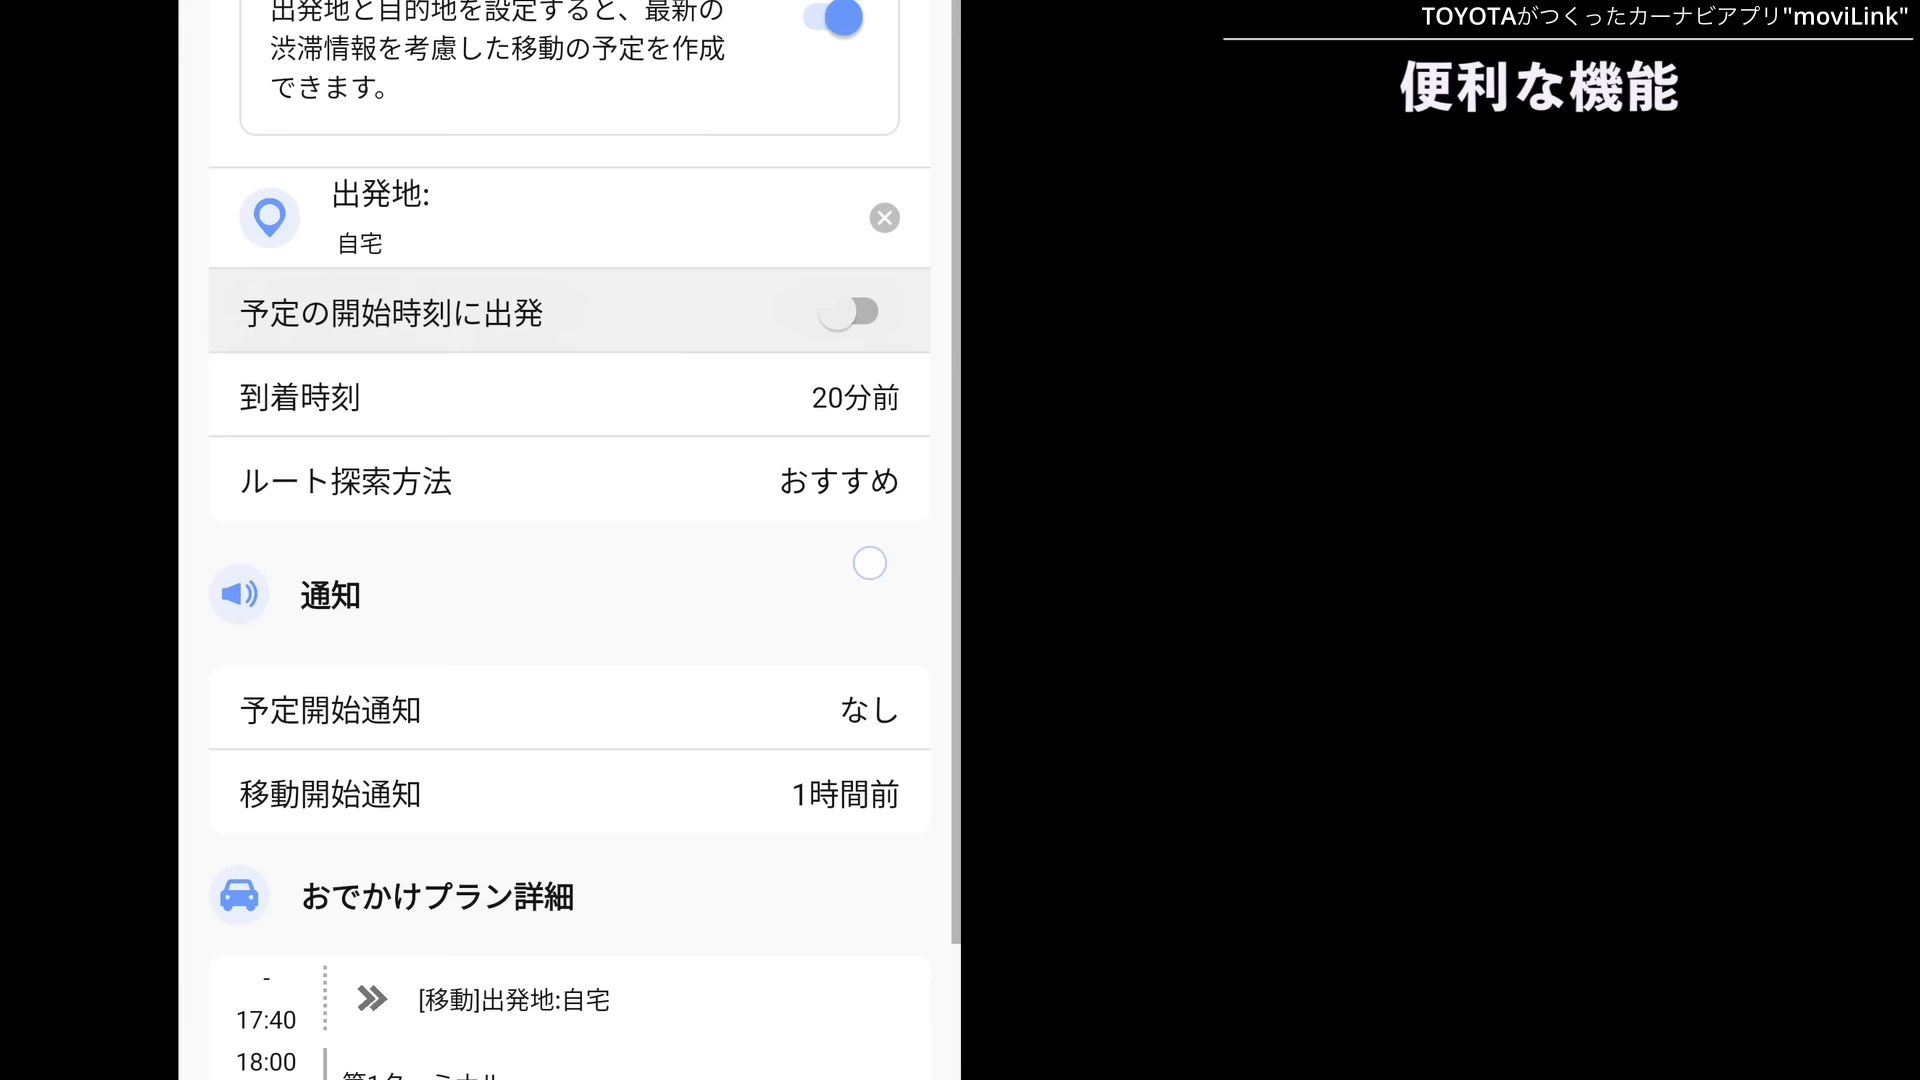 TOYOTAがつくったカーナビアプリ"moviLink"
便利な機能
出発地と目的地を設定すると、最新の
渋滞情報を考慮した移動の予定を作成
できます。
出発地:
自宅
予定の開始時刻に出発
到着時刻 20分前
ルート探索方法 おすすめ
通知
予定開始通知 なし
移動開始通知 1時間前
おでかけプラン詳細
-
17:40
[移動]出発地:自宅
18:00
第1ターミナル